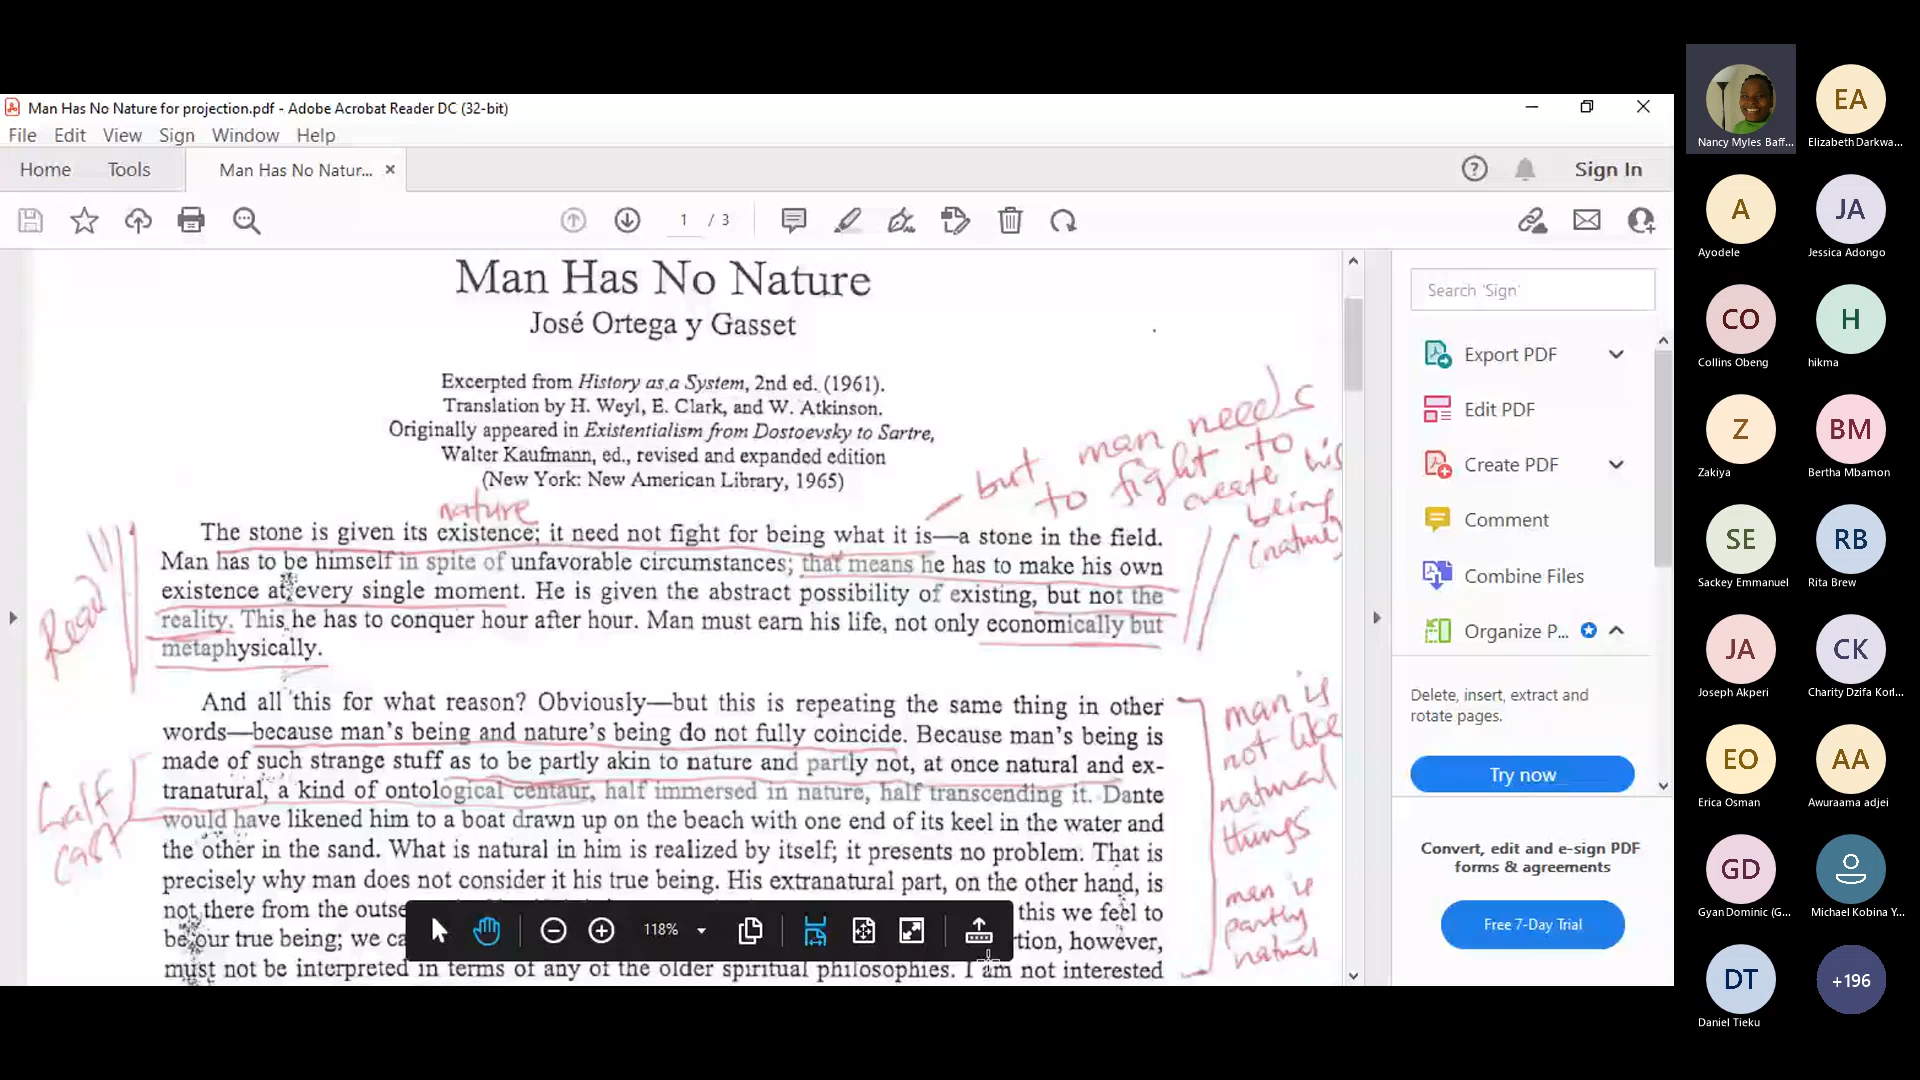 Man Has No Nature for projection.pdf - Adobe Acrobat Reader DC (32-bit)
File Edit View Sign Window Help
Home Tools Man Has No Natur... Sign In
1 / 3
Man Has No Nature
José Ortega y Gasset
Excerpted from History as a System, 2nd ed. (1961).
Translation by H. Weyl, E. Clark, and W. Atkinson.
Originally appeared in Existentialism from Dostoevsky to Sartre,
Walter Kaufmann, ed., revised and expanded edition
(New York: New American Library, 1965)
but man needs
to fight to
create his
being
(nature)
nature
The stone is given its existence; it need not fight for being what it is—a stone in the field.
Man has to be himself in spite of unfavorable circumstances; that means he has to make his own
existence at every single moment. He is given the abstract possibility of existing, but not the
reality. This he has to conquer hour after hour. Man must earn his life, not only economically but
metaphysically.
Read
And all this for what reason? Obviously—but this is repeating the same thing in other
words—because man's being and nature's being do not fully coincide. Because man's being is
made of such strange stuff as to be partly akin to nature and partly not, at once natural and ex-
tranatural, a kind of ontological centaur, half immersed in nature, half transcending it. Dante
would have likened him to a boat drawn up on the beach with one end of its keel in the water and
the other in the sand. What is natural in him is realized by itself; it presents no problem. That is
precisely why man does not consider it his true being. His extranatural part, on the other hand, is
not there from the outse
this we feel to
be our true being; we ca
rtion, however,
must not be interpreted in terms of any of the older spiritual philosophies. I am not interested
half
cast
man is
not like
natural
things
man is
partly
118%
Search 'Sign'
Export PDF
Edit PDF
Create PDF
Comment
Combine Files
Organize P...
Delete, insert, extract and
rotate pages.
Try now
Convert, edit and e-sign PDF
forms & agreements
Free 7-Day Trial
Nancy Myles Baff...
EA
Elizabeth Darkwa...
A
Ayodele
JA
Jessica Adongo
CO
Collins Obeng
H
hikma
Z
Zakiya
BM
Bertha Mbamon
SE
Sackey Emmanuel
RB
Rita Brew
JA
Joseph Akperi
CK
Charity Dzifa Korl...
EO
Erica Osman
AA
Awuraama adjei
GD
Gyan Dominic (G...
Michael Kobina Y...
DT
Daniel Tieku
+196